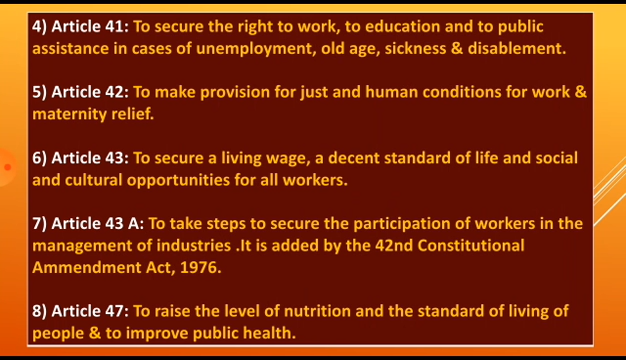 4) Article 41: To secure the right to work, to education and to public
assistance in cases of unemployment, old age, sickness & disablement.
5) Article 42: To make provision for just and human conditions for work &
maternity relief.
6) Article 43: To secure a living wage, a decent standard of life and social
and cultural opportunities for all workers.
7) Article 43 A: To take steps to secure the participation of workers in the
management of industries .It is added by the 42nd Constitutional
Ammendment Act, 1976.
8) Article 47: To raise the level of nutrition and the standard of living of
people & to improve public health.